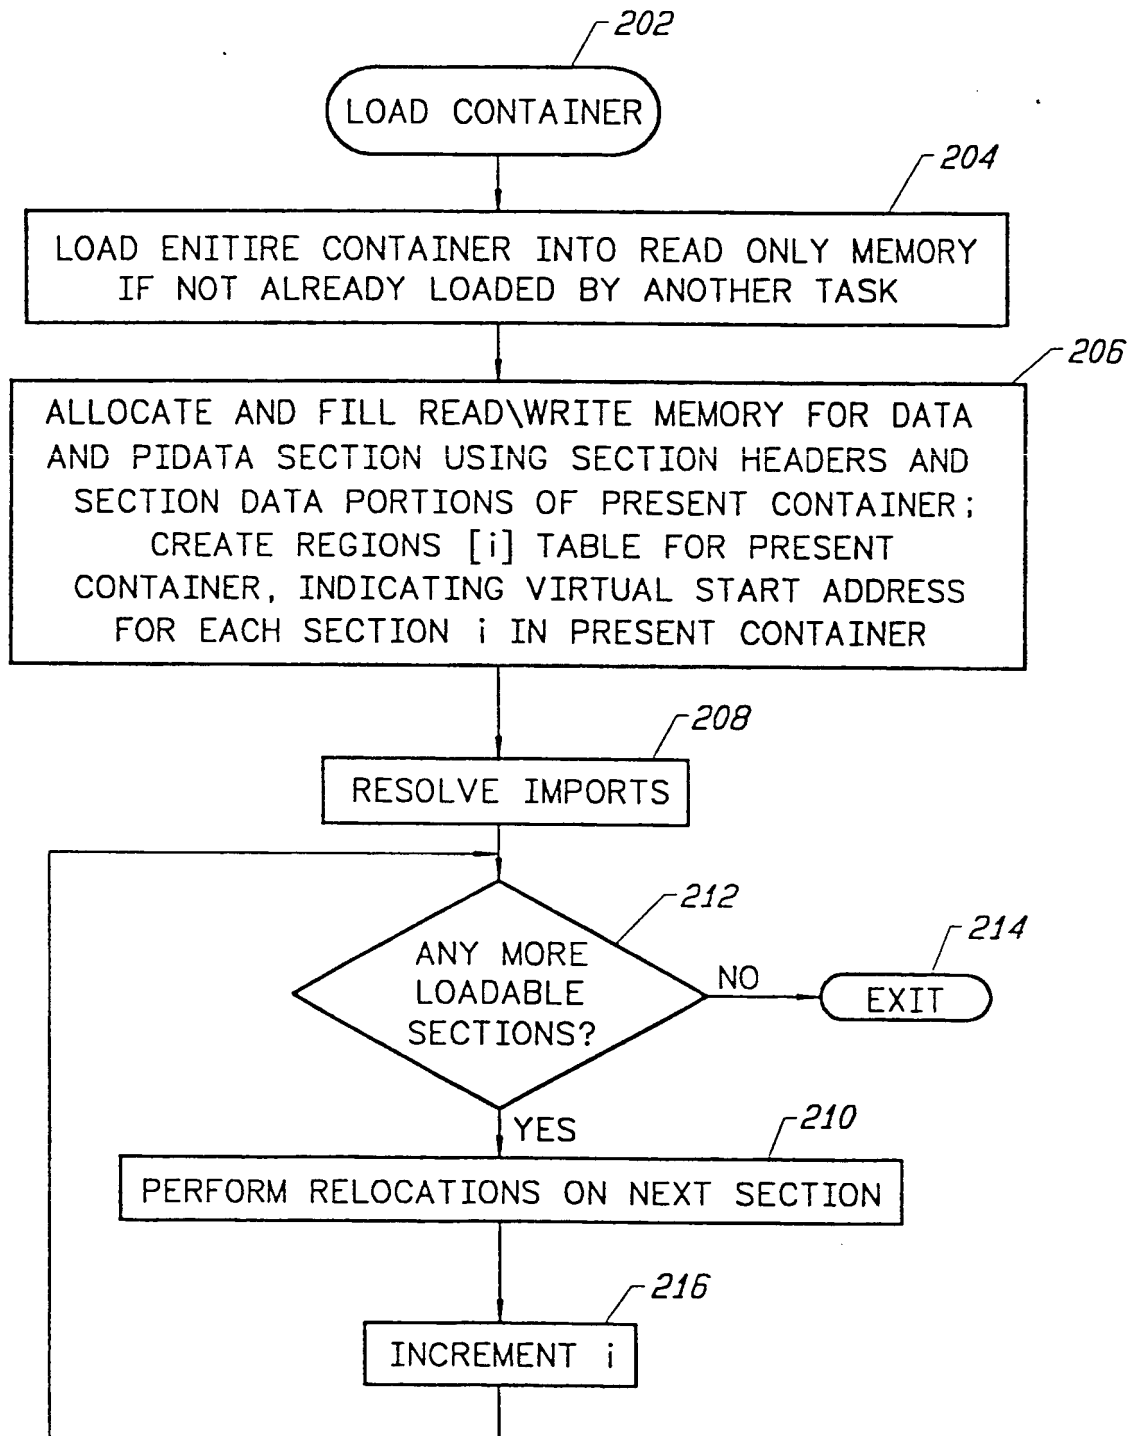 202
LOAD CONTAINER
204
LOAD ENITIRE CONTAINER INTO READ ONLY MEMORY
IF NOT ALREADY LOADED BY ANOTHER TASK
206
ALLOCATE AND FILL READ\WRITE MEMORY FOR DATA
AND PIDATA SECTION USING SECTION HEADERS AND
SECTION DATA PORTIONS OF PRESENT CONTAINER;
CREATE REGIONS [i] TABLE FOR PRESENT
CONTAINER, INDICATING VIRTUAL START ADDRESS
FOR EACH SECTION i IN PRESENT CONTAINER
208
RESOLVE IMPORTS
212
ANY MORE
LOADABLE
SECTIONS?
NO
214
EXIT
YES
210
PERFORM RELOCATIONS ON NEXT SECTION
216
INCREMENT i